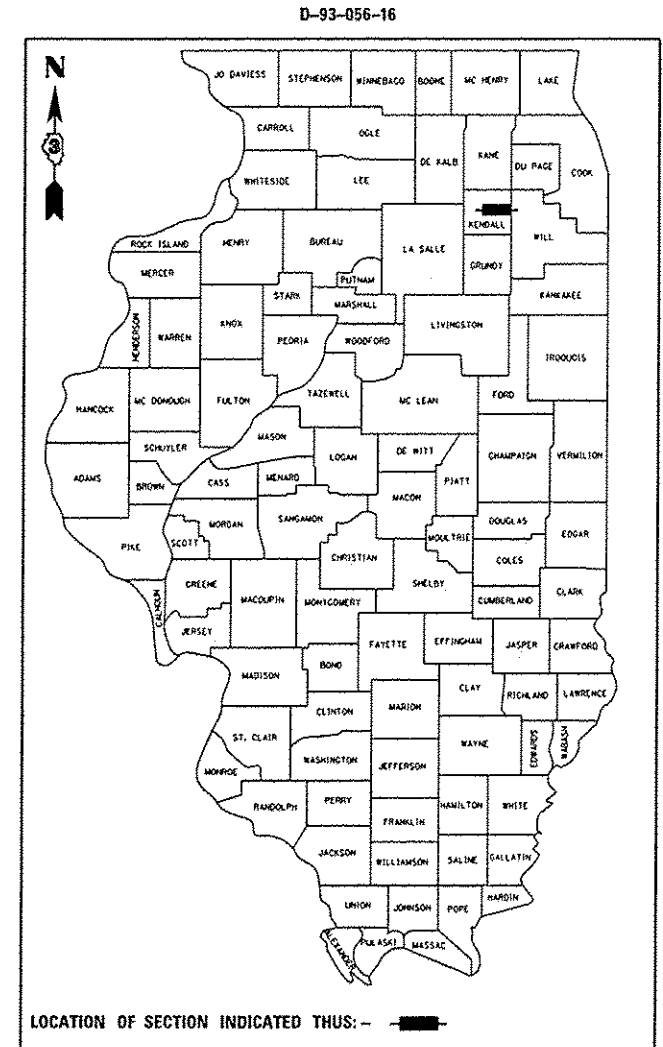 D-93-056-16
N
3
JO DAVIESS STEPHENSON WINNEBAGO BOONE MC HENRY LAKE
CARROLL OGLE DE KALB KANE DU PAGE COOK
WHITESIDE LEE
KENDALL WILL
ROCK ISLAND HENRY BUREAU LA SALLE GRUNDY
MERCER PUTNAM KANKAKEE
STARK MARSHALL LIVINGSTON
HENDERSON WARREN KNOX PEORIA WOODFORD IROQUOIS
HANCOCK MC DONOUGH FULTON TAZEWELL MC LEAN FORD
MASON
SCHUYLER LOGAN DE WITT CHAMPAIGN VERMILION
ADAMS BROWN CASS MENARD PIATT
MACON
MORGAN SANGAMON DOUGLAS
PIKE SCOTT MOULTRIE EDGAR
CHRISTIAN COLES
GREENE SHELBY
CALHOUN MACOUPIN MONTGOMERY CUMBERLAND CLARK
JERSEY FAYETTE EFFINGHAM JASPER CRAWFORD
MADISON BOND
CLAY RICHLAND LAWRENCE
CLINTON MARION
ST. CLAIR WAYNE EDWARDS WABASH
WASHINGTON JEFFERSON
MONROE
RANDOLPH PERRY HAMILTON WHITE
FRANKLIN
JACKSON WILLIAMSON SALINE GALLATIN
HARDIN
UNION JOHNSON POPE
ALEXANDER PULASKI MASSAC
LOCATION OF SECTION INDICATED THUS: -